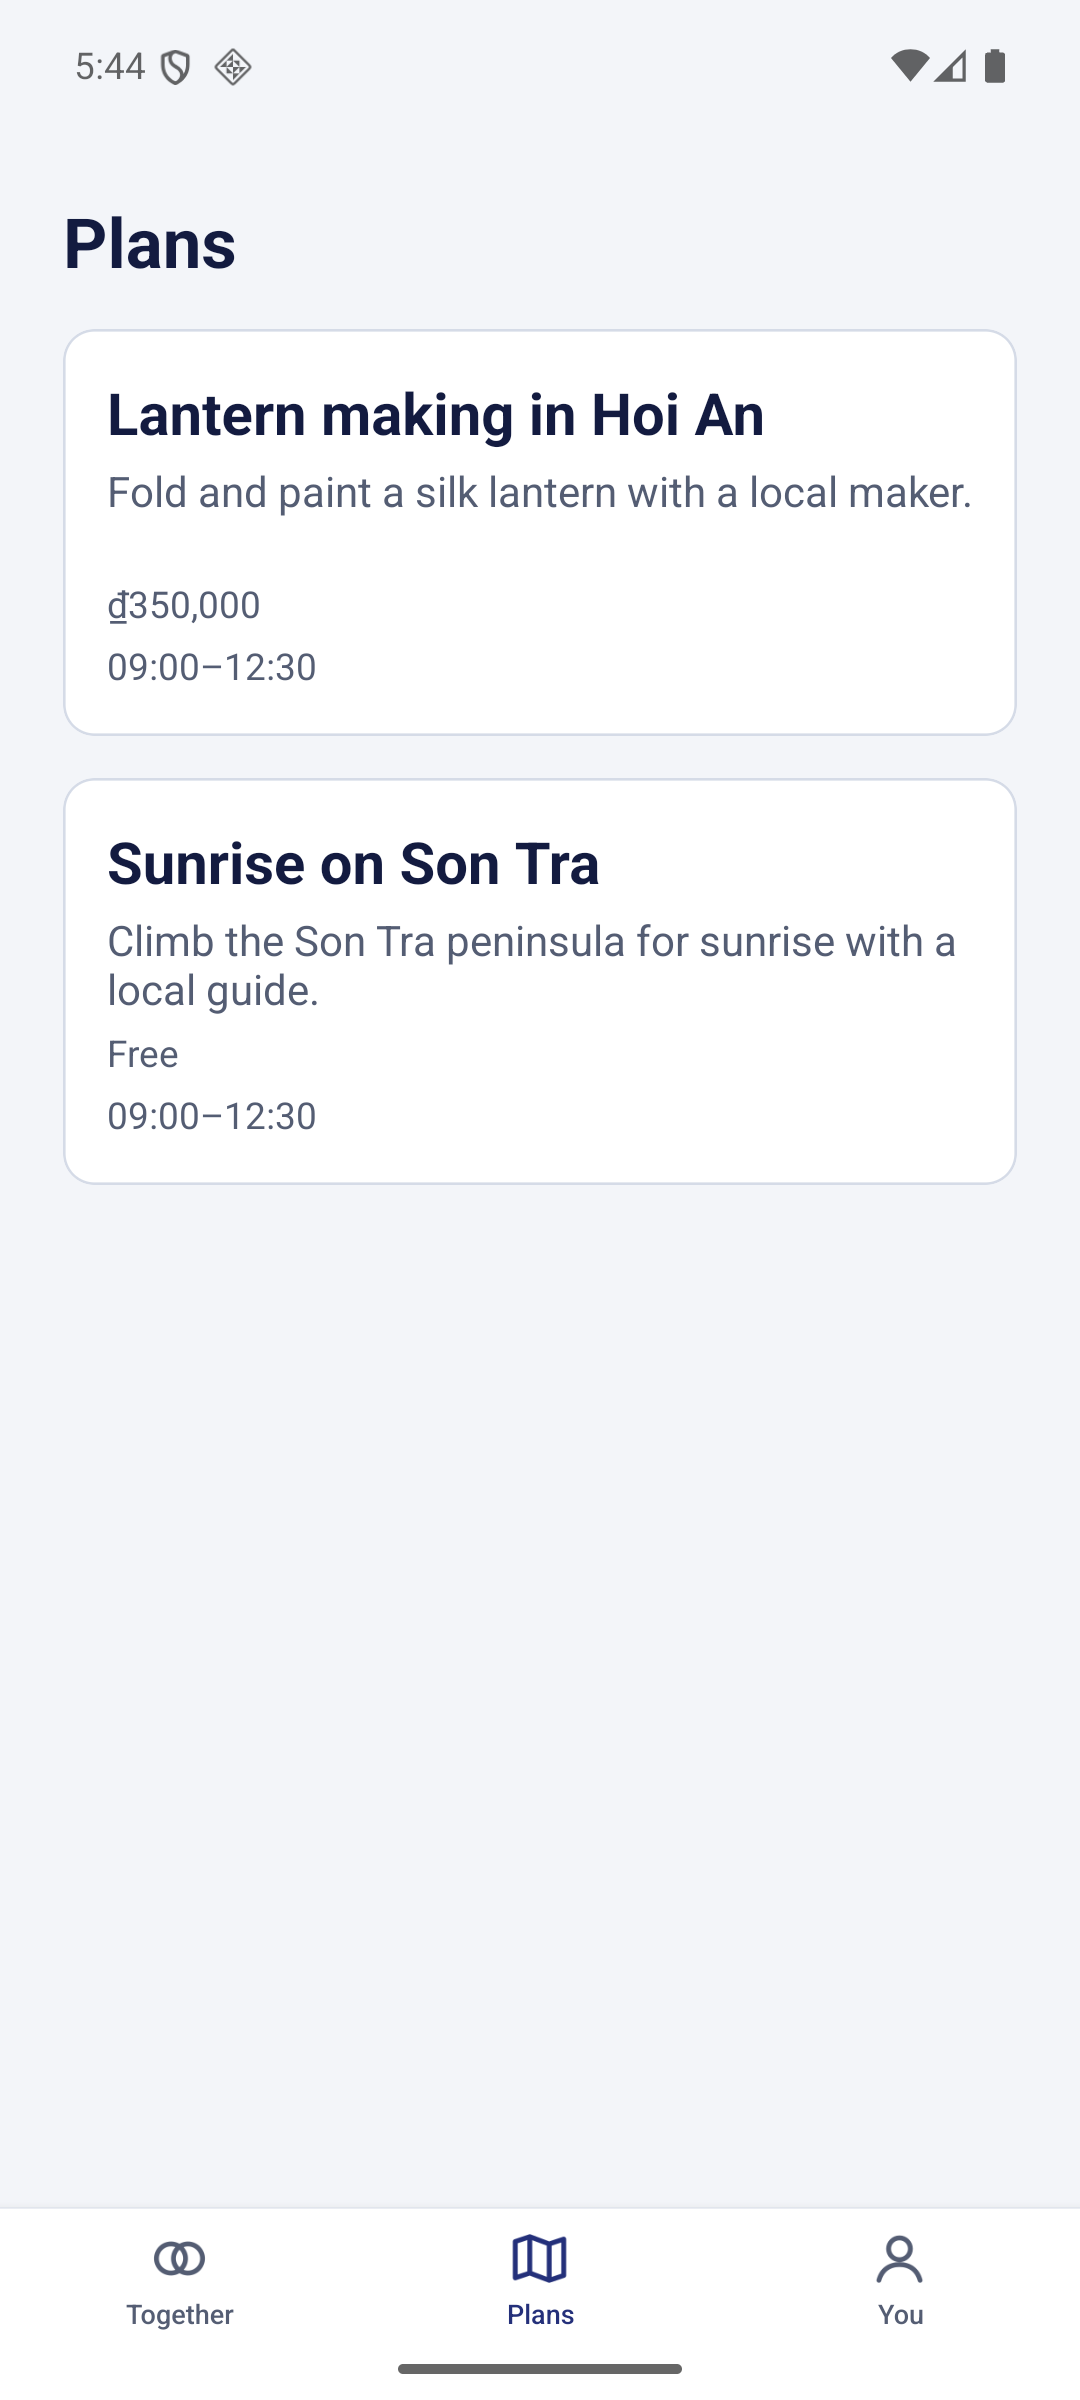 5:44
Plans
Lantern making in Hoi An
Fold and paint a silk lantern with a local maker.
₫350,000
09:00–12:30
Sunrise on Son Tra
Climb the Son Tra peninsula for sunrise with a
local guide.
Free
09:00–12:30
Together
Plans
You